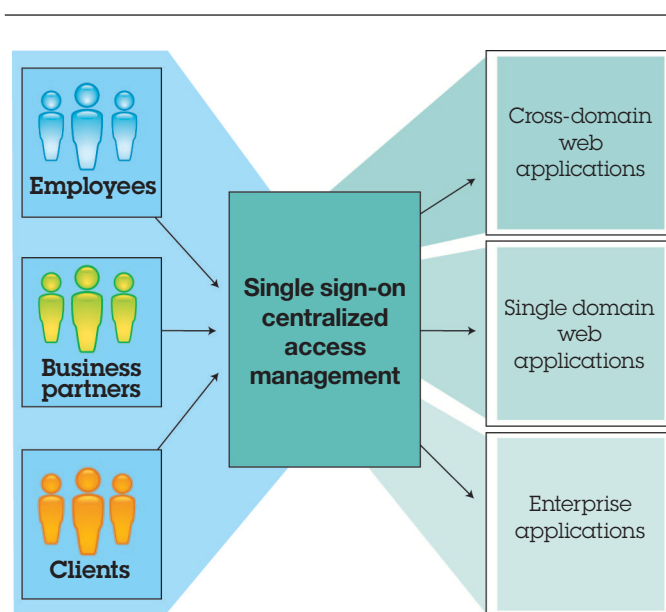 Employees
Business
partners
Clients
Single sign-on
centralized
access
management
Cross-domain
web
applications
Single domain
web
applications
Enterprise
applications